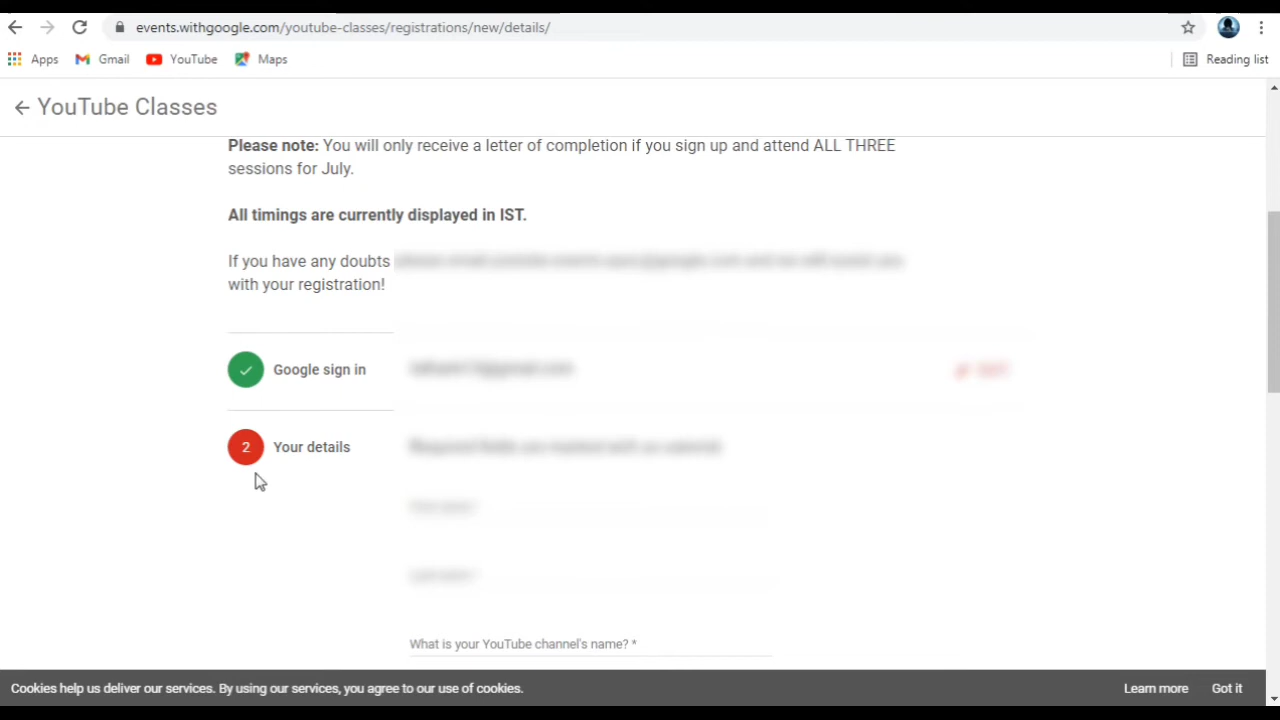 events.withgoogle.com/youtube-classes/registrations/new/details/
Apps Gmail YouTube Maps Reading list
YouTube Classes
Please note: You will only receive a letter of completion if you sign up and attend ALL THREE
sessions for July.
All timings are currently displayed in IST.
If you have any doubts
with your registration!
Google sign in
2 Your details
What is your YouTube channel's name? *
Cookies help us deliver our services. By using our services, you agree to our use of cookies. Learn more Got it